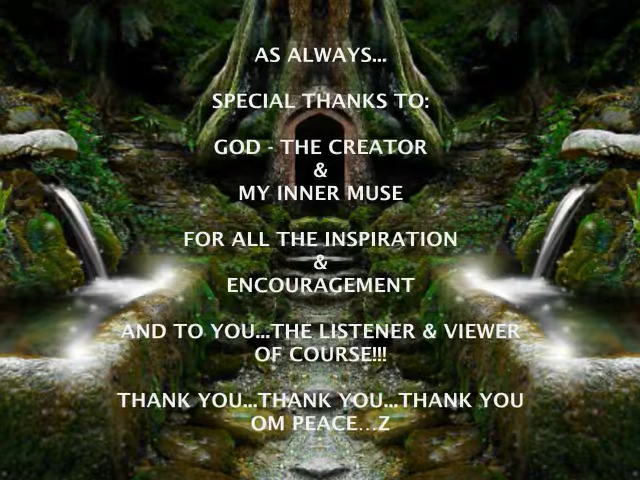 AS ALWAYS...
SPECIAL THANKS TO:
GOD - THE CREATOR
&
MY INNER MUSE
FOR ALL THE INSPIRATION
&
ENCOURAGEMENT
AND TO YOU...THE LISTENER & VIEWER
OF COURSE!!!
THANK YOU...THANK YOU...THANK YOU
OM PEACE...Z